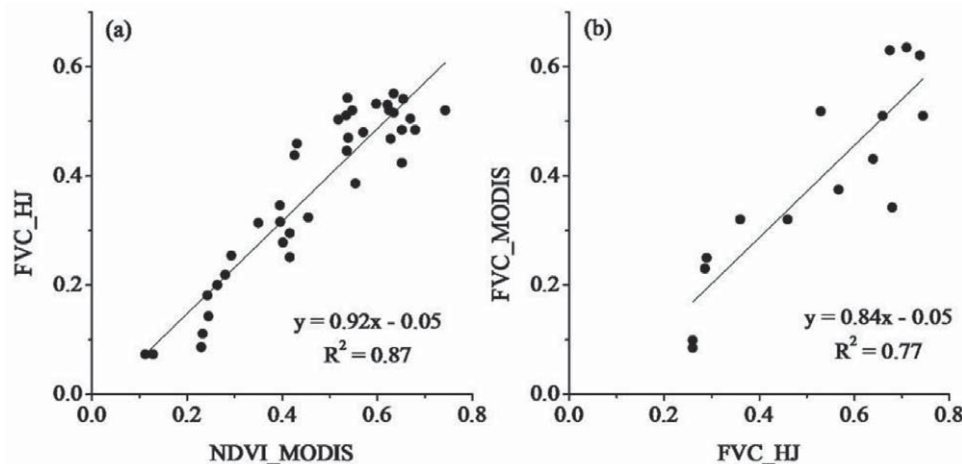 (a)
FVC_HJ
0.6
0.4
0.2
0.0
y = 0.92x - 0.05
R² = 0.87
0.0 0.2 0.4 0.6 0.8
NDVI_MODIS
(b)
FVC_MODIS
0.6
0.4
0.2
0.0
y = 0.84x - 0.05
R² = 0.77
0.0 0.2 0.4 0.6 0.8
FVC_HJ